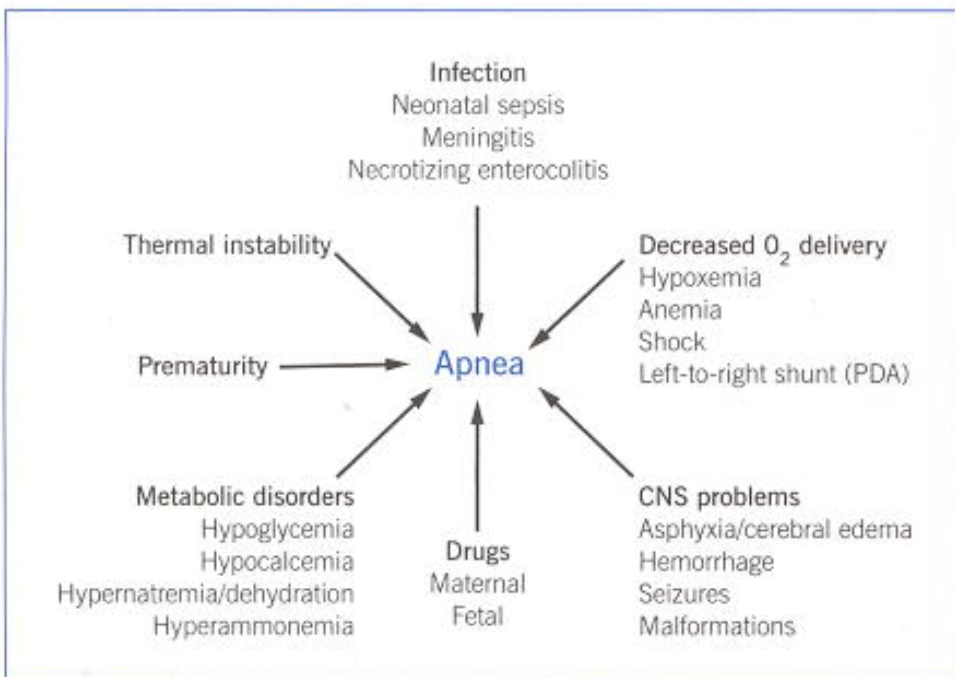 Infection
Neonatal sepsis
Meningitis
Necrotizing enterocolitis
Thermal instability
Decreased O₂ delivery
Hypoxemia
Anemia
Shock
Left-to-right shunt (PDA)
Prematurity
Apnea
Metabolic disorders
Hypoglycemia
Hypocalcemia
Hypernatremia/dehydration
Hyperammonemia
Drugs
Maternal
Fetal
CNS problems
Asphyxia/cerebral edema
Hemorrhage
Seizures
Malformations